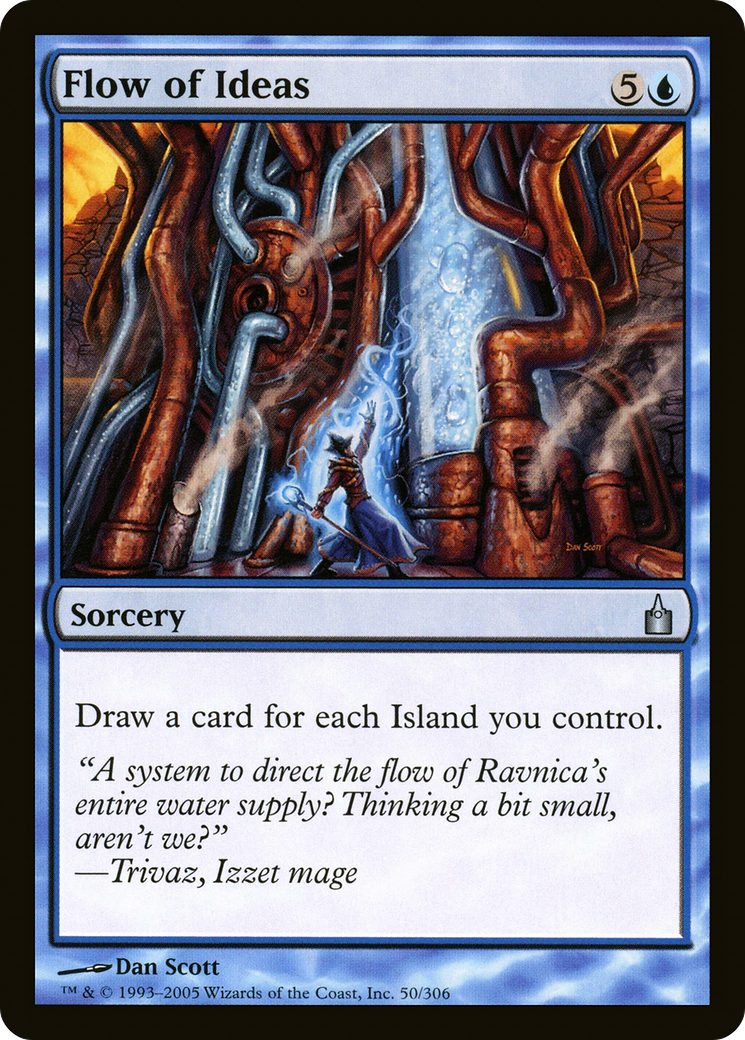 Flow of Ideas 5
DAN SCOTT
Sorcery
Draw a card for each Island you control.
“A system to direct the flow of Ravnica’s
entire water supply? Thinking a bit small,
aren’t we?”
—Trivaz, Izzet mage
Dan Scott
™ & © 1993–2005 Wizards of the Coast, Inc. 50/306